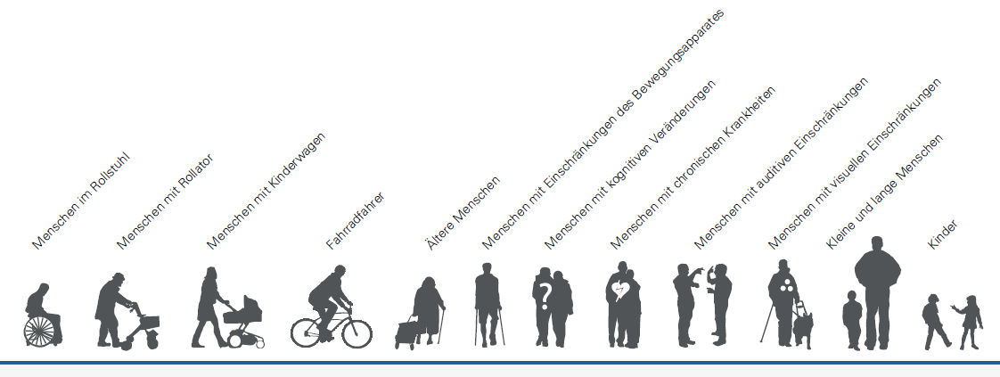 Menschen im Rollstuhl
Menschen mit Rollator
Menschen mit Kinderwagen
Fahrradfahrer
Ältere Menschen
Menschen mit Einschränkungen des Bewegungsapparates
Menschen mit kognitiven Veränderungen
Menschen mit chronischen Krankheiten
Menschen mit auditiven Einschränkungen
Menschen mit visuellen Einschränkungen
Kleine und lange Menschen
Kinder
?